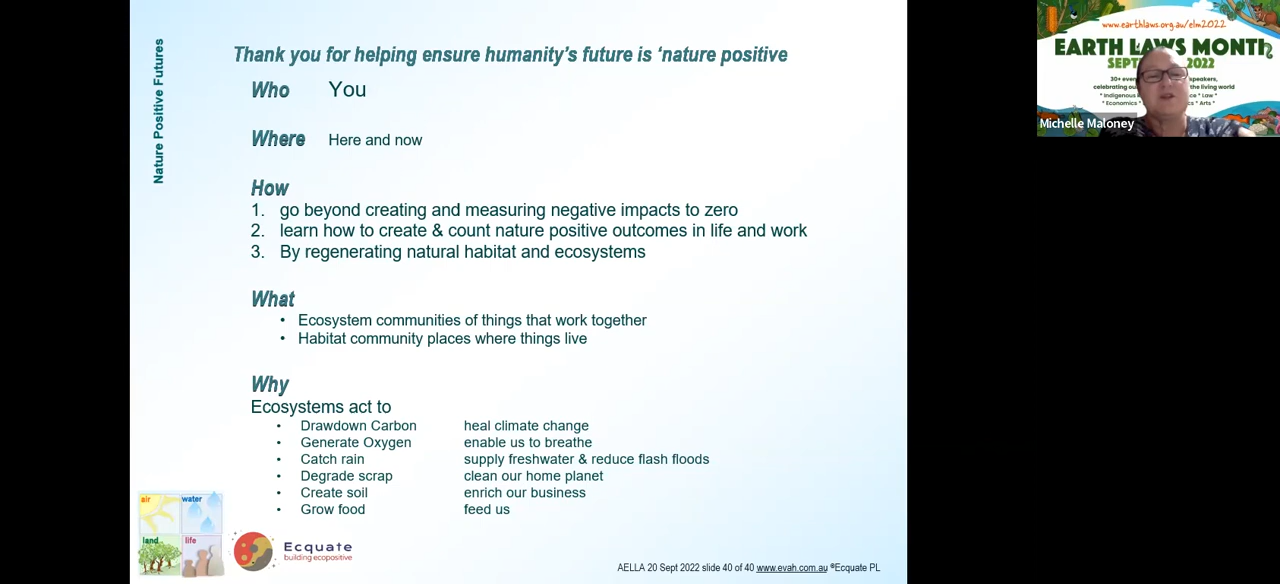 Nature Positive Futures
Thank you for helping ensure humanity's future is 'nature positive
Who You
Where Here and now
How
1. go beyond creating and measuring negative impacts to zero
2. learn how to create & count nature positive outcomes in life and work
3. By regenerating natural habitat and ecosystems
What
• Ecosystem communities of things that work together
• Habitat community places where things live
Why
Ecosystems act to
• Drawdown Carbon heal climate change
• Generate Oxygen enable us to breathe
• Catch rain supply freshwater & reduce flash floods
• Degrade scrap clean our home planet
• Create soil enrich our business
• Grow food feed us
air water
land life
Ecquate
building ecopositive
AELLA 20 Sept 2022 slide 40 of 40 www.evah.com.au ©Ecquate PL
www.earthlaws.org.au/elm2022
EARTH LAWS MONTH
SEPT 2022
30+ speakers,
celebrating the living world
* Indigenous * Law *
* Economics * Arts *
Michelle Maloney